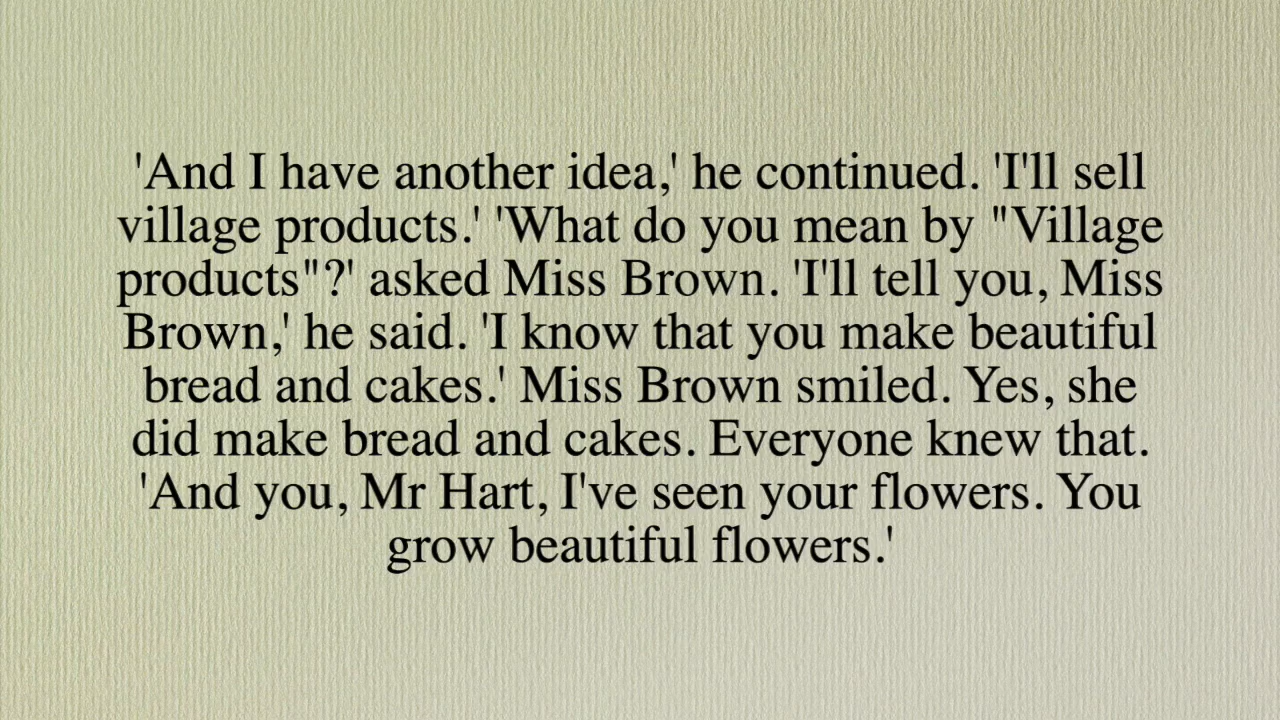 'And I have another idea,' he continued. 'I'll sell
village products.' 'What do you mean by "Village
products"?' asked Miss Brown. 'I'll tell you, Miss
Brown,' he said. 'I know that you make beautiful
bread and cakes.' Miss Brown smiled. Yes, she
did make bread and cakes. Everyone knew that.
'And you, Mr Hart, I've seen your flowers. You
grow beautiful flowers.'